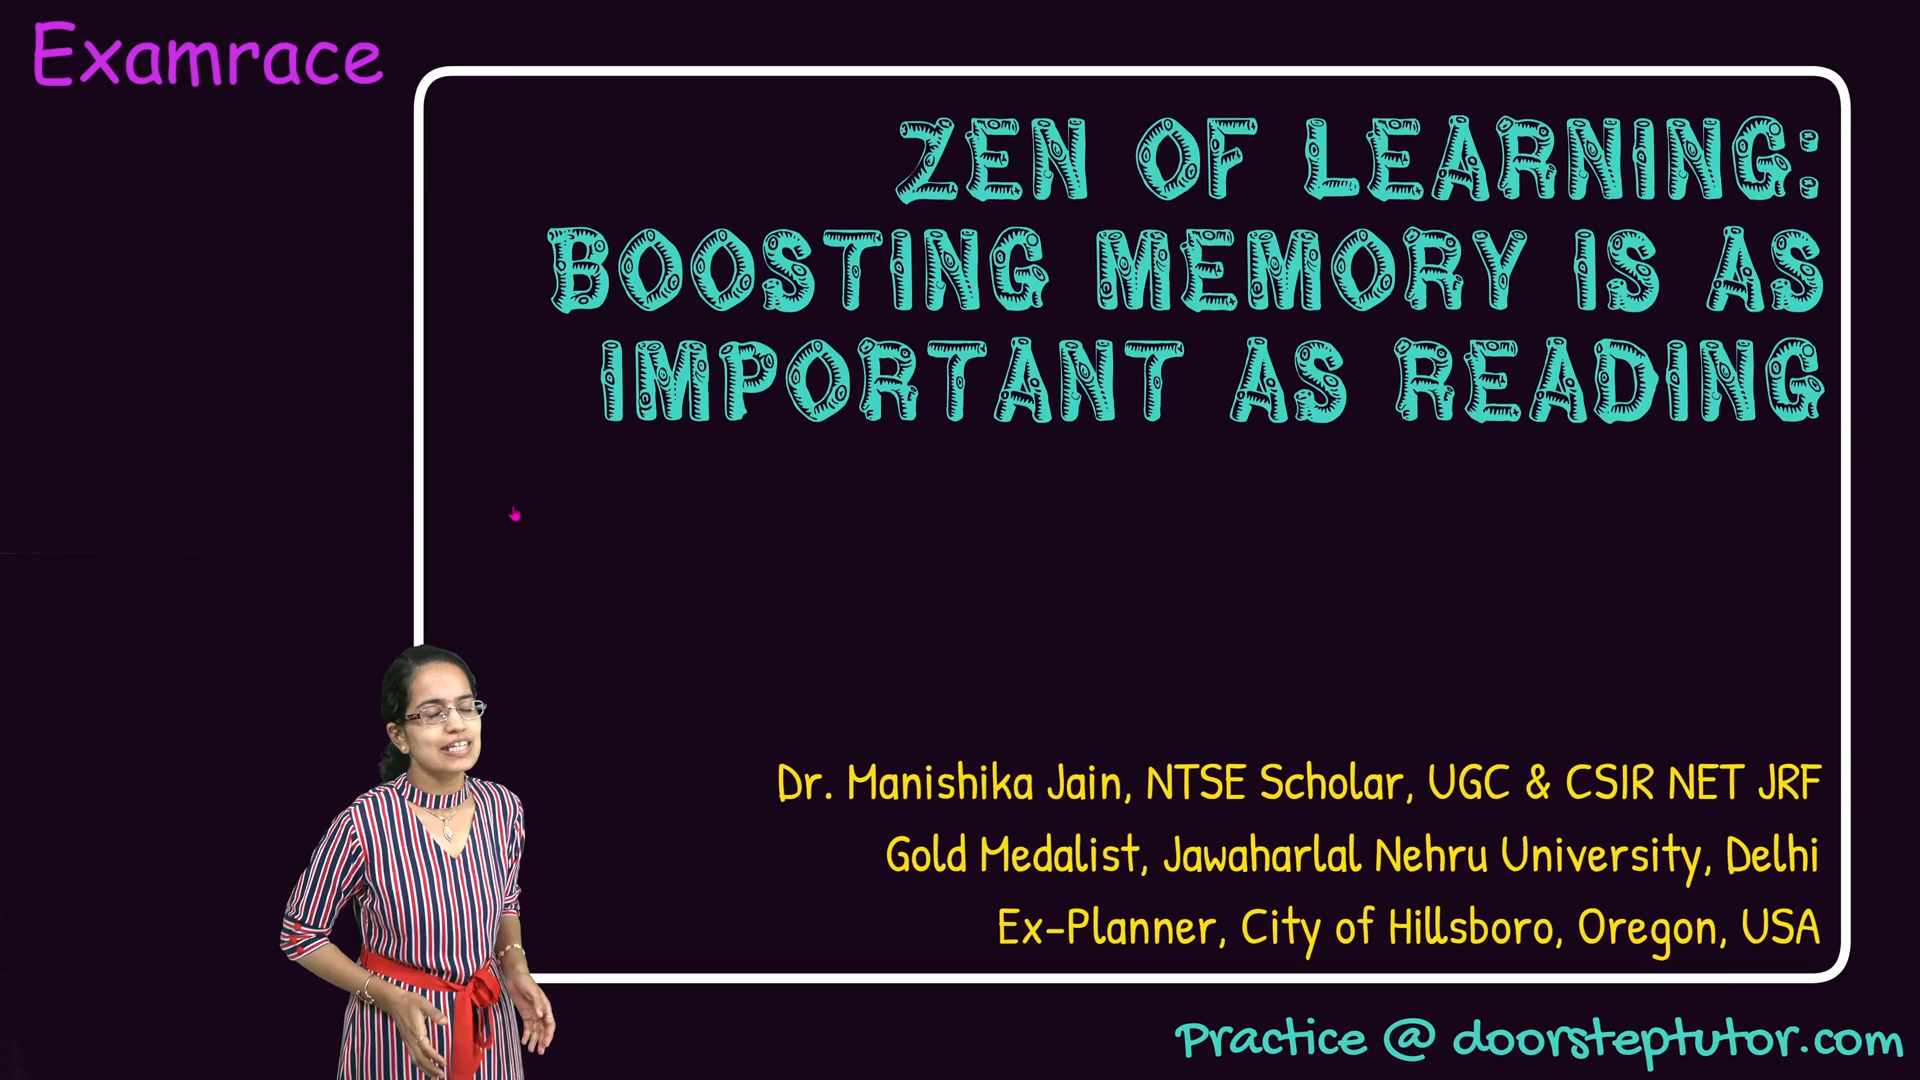 Examrace
ZEN OF LEARNING:
BOOSTING MEMORY IS AS
IMPORTANT AS READING
Dr. Manishika Jain, NTSE Scholar, UGC & CSIR NET JRF
Gold Medalist, Jawaharlal Nehru University, Delhi
Ex-Planner, City of Hillsboro, Oregon, USA
Practice @ doorsteptutor.com